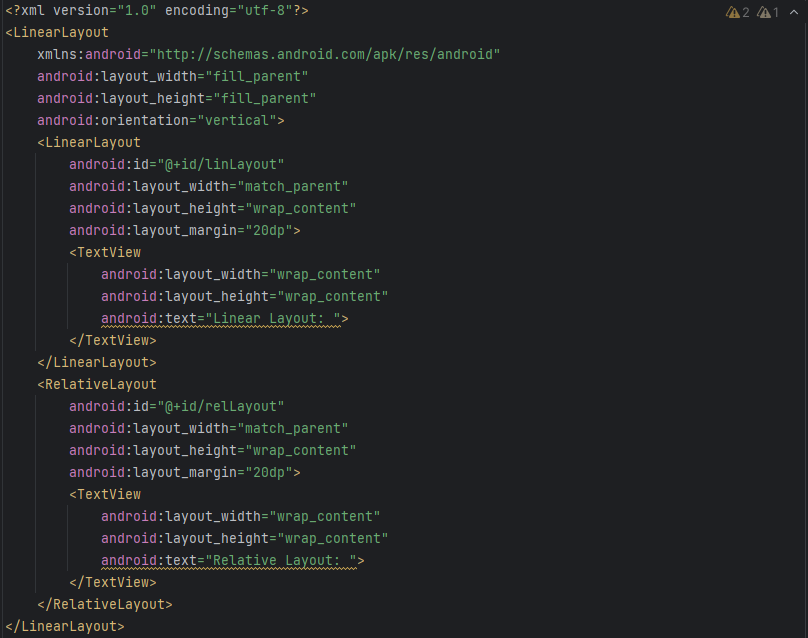 <?xml version="1.0" encoding="utf-8"?>
2 1
<LinearLayout
    xmlns:android="http://schemas.android.com/apk/res/android"
    android:layout_width="fill_parent"
    android:layout_height="fill_parent"
    android:orientation="vertical">
    <LinearLayout
        android:id="@+id/linLayout"
        android:layout_width="match_parent"
        android:layout_height="wrap_content"
        android:layout_margin="20dp">
        <TextView
            android:layout_width="wrap_content"
            android:layout_height="wrap_content"
            android:text="Linear Layout: ">
        </TextView>
    </LinearLayout>
    <RelativeLayout
        android:id="@+id/relLayout"
        android:layout_width="match_parent"
        android:layout_height="wrap_content"
        android:layout_margin="20dp">
        <TextView
            android:layout_width="wrap_content"
            android:layout_height="wrap_content"
            android:text="Relative Layout: ">
        </TextView>
    </RelativeLayout>
</LinearLayout>